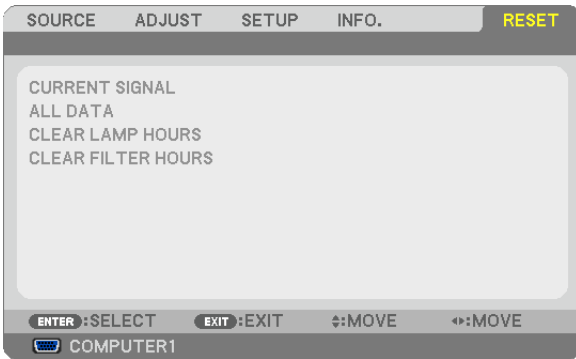 SOURCE ADJUST SETUP INFO. RESET
CURRENT SIGNAL
ALL DATA
CLEAR LAMP HOURS
CLEAR FILTER HOURS
ENTER :SELECT EXIT :EXIT :MOVE :MOVE
COMPUTER1